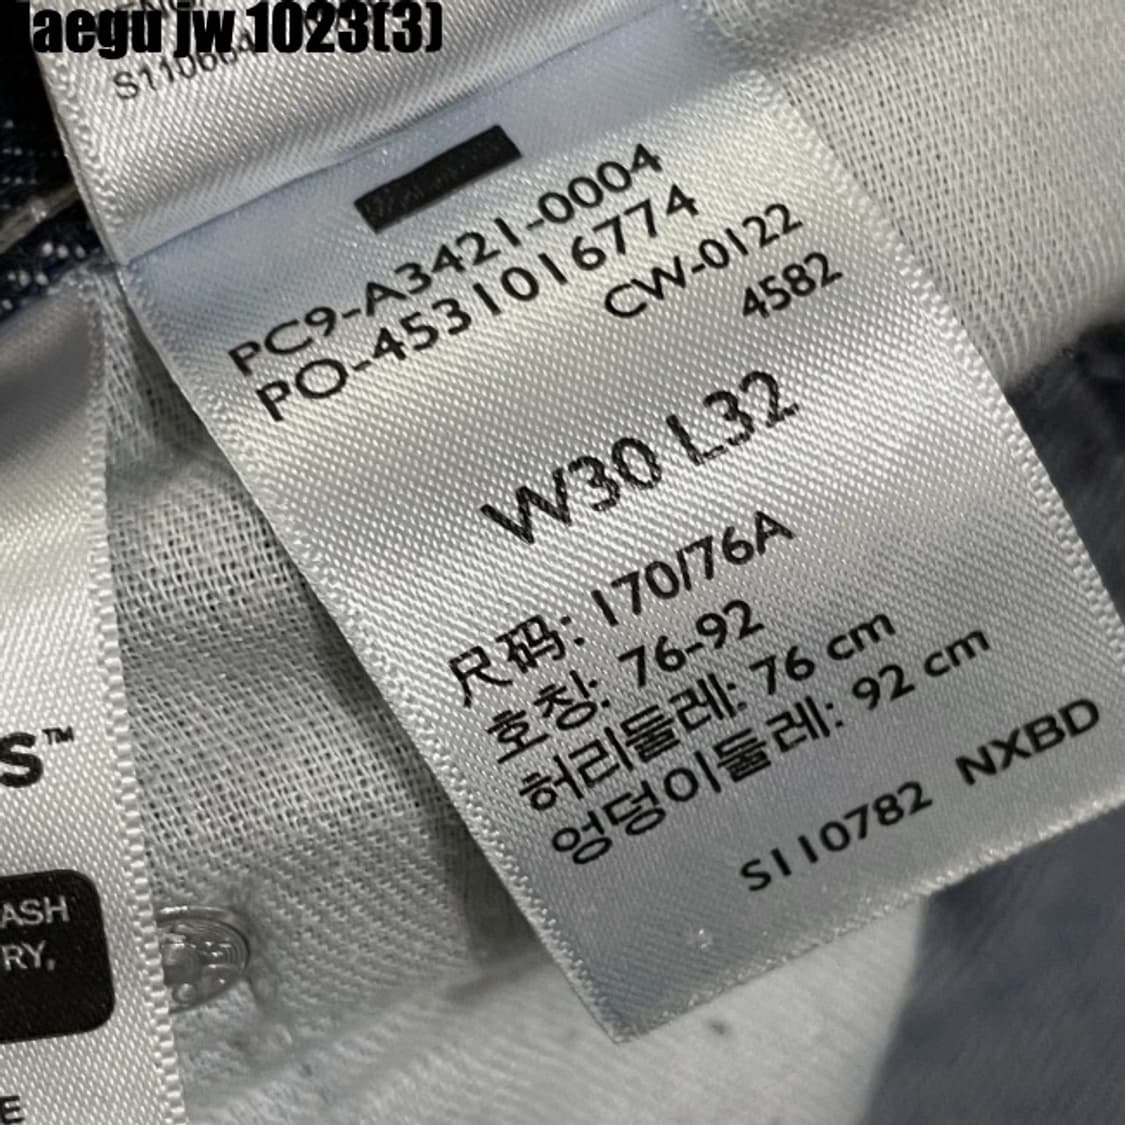 daegu jw 1023(3)
PC9-A3421-0004
PO-4531016774
CW-0122
4582
W30 L32
尺码: 170/76A
호칭: 76-92
허리둘레: 76 cm
엉덩이둘레: 92 cm
S110782 NXBD
S™
ASH
RY,
E